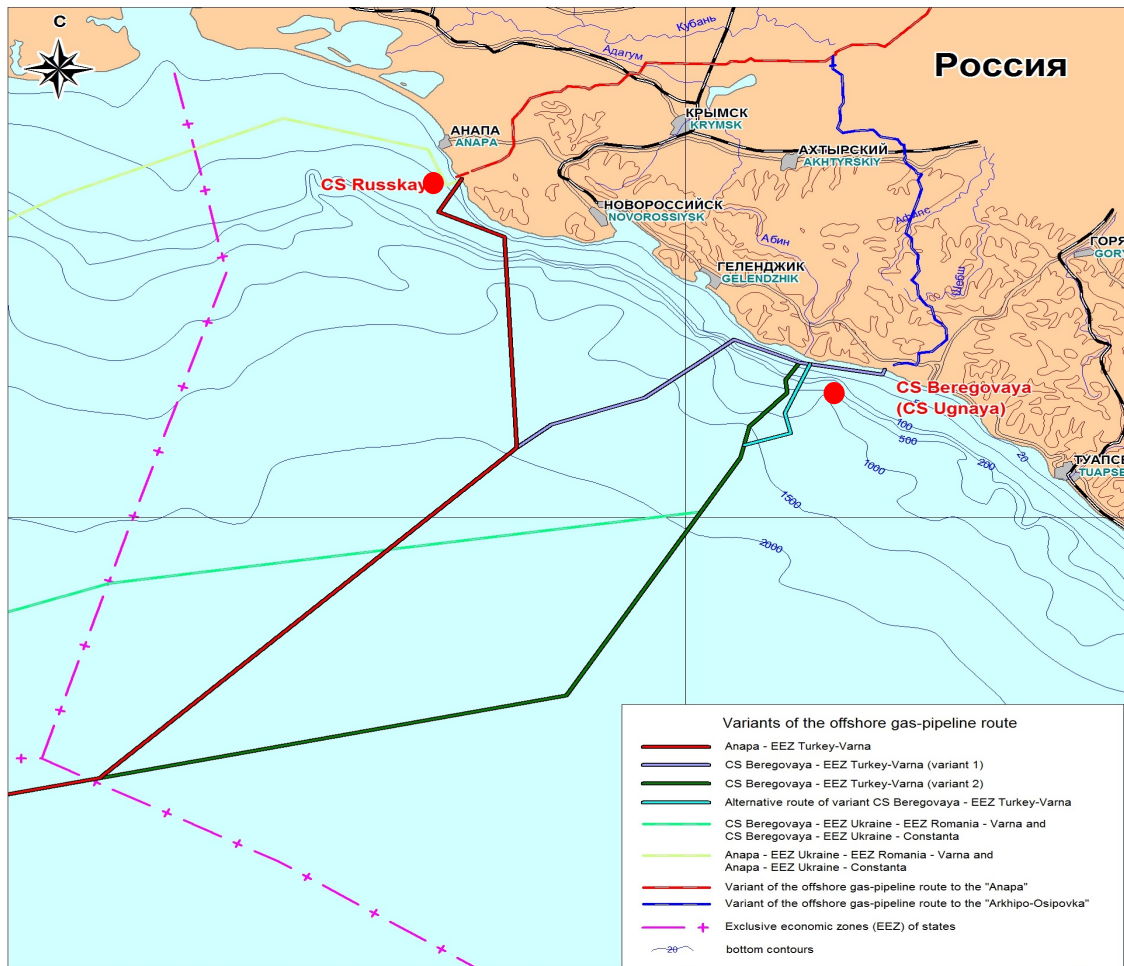 С
Кубань
Адагум
Россия
АНАПА
ANAPA
КРЫМСК
KRYMSK
АХТЫРСКИЙ
AKHTYRSKIY
CS Russkay
НОВОРОССИЙСК
NOVOROSSIYSK
Афипс
Абин
ГЕЛЕНДЖИК
GELENDZHIK
Шебш
ГОРЯ
GORY
CS Beregovaya
(CS Ugnaya)
100
500
20
200
1000
ТУАПСЕ
TUAPSE
1500
2000
Variants of the offshore gas-pipeline route
Anapa - EEZ Turkey-Varna
CS Beregovaya - EEZ Turkey-Varna (variant 1)
CS Beregovaya - EEZ Turkey-Varna (variant 2)
Alternative route of variant CS Beregovaya - EEZ Turkey-Varna
CS Beregovaya - EEZ Ukraine - EEZ Romania - Varna and
CS Beregovaya - EEZ Ukraine - Constanta
Anapa - EEZ Ukraine - EEZ Romania - Varna and
Anapa - EEZ Ukraine - Constanta
Variant of the offshore gas-pipeline route to the "Anapa"
Variant of the offshore gas-pipeline route to the "Arkhipo-Osipovka"
Exclusive economic zones (EEZ) of states
20 bottom contours